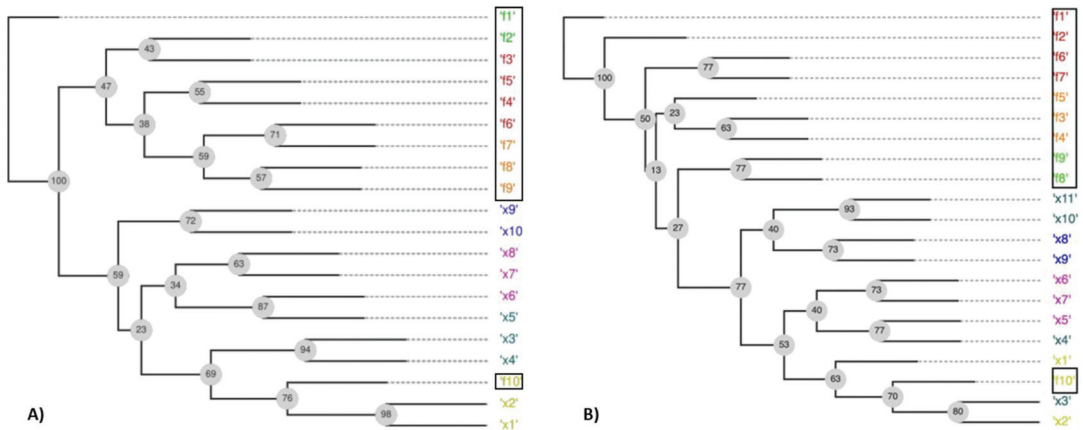 'f1'
'f2'
'f3'
'f5'
'f4'
'f6'
'f7'
'f8'
'f9'
'x9'
'x10
'x8'
'x7'
'x6'
'x5'
'x3'
'x4'
'f10'
'x2'
'x1'
43
47
55
38
71
59
57
100
72
59
63
34
87
23
94
69
76
98
A)
'f1'
'f2'
'f6'
'f7'
'f5'
'f3'
'f4'
'f9'
'f8'
'x11'
'x10'
'x8'
'x9'
'x6'
'x7'
'x5'
'x4'
'x1'
'f10'
'x3'
'x2'
77
100
23
50
63
77
13
93
27
40
73
77
73
40
77
53
63
70
80
B)